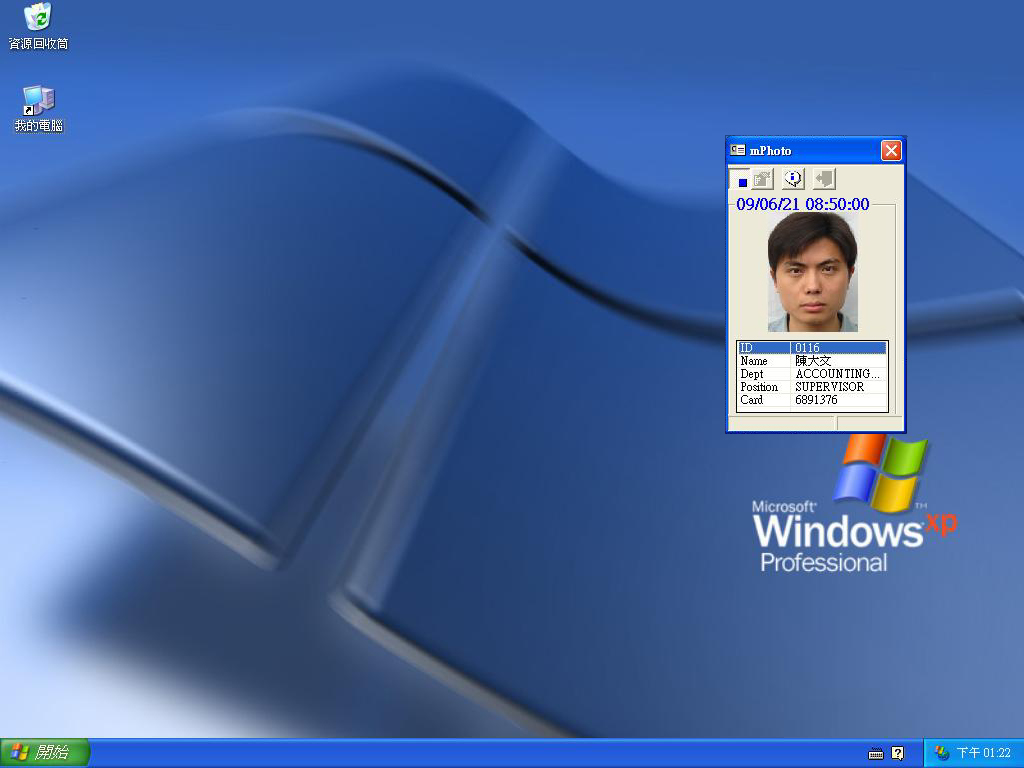 資源回收筒
我的電腦
mPhoto
09/06/21 08:50:00
ID 0116
Name 陳大文
Dept ACCOUNTING...
Position SUPERVISOR
Card 6891376
Microsoft
Windows xp
TM
Professional
開始
下午 01:22